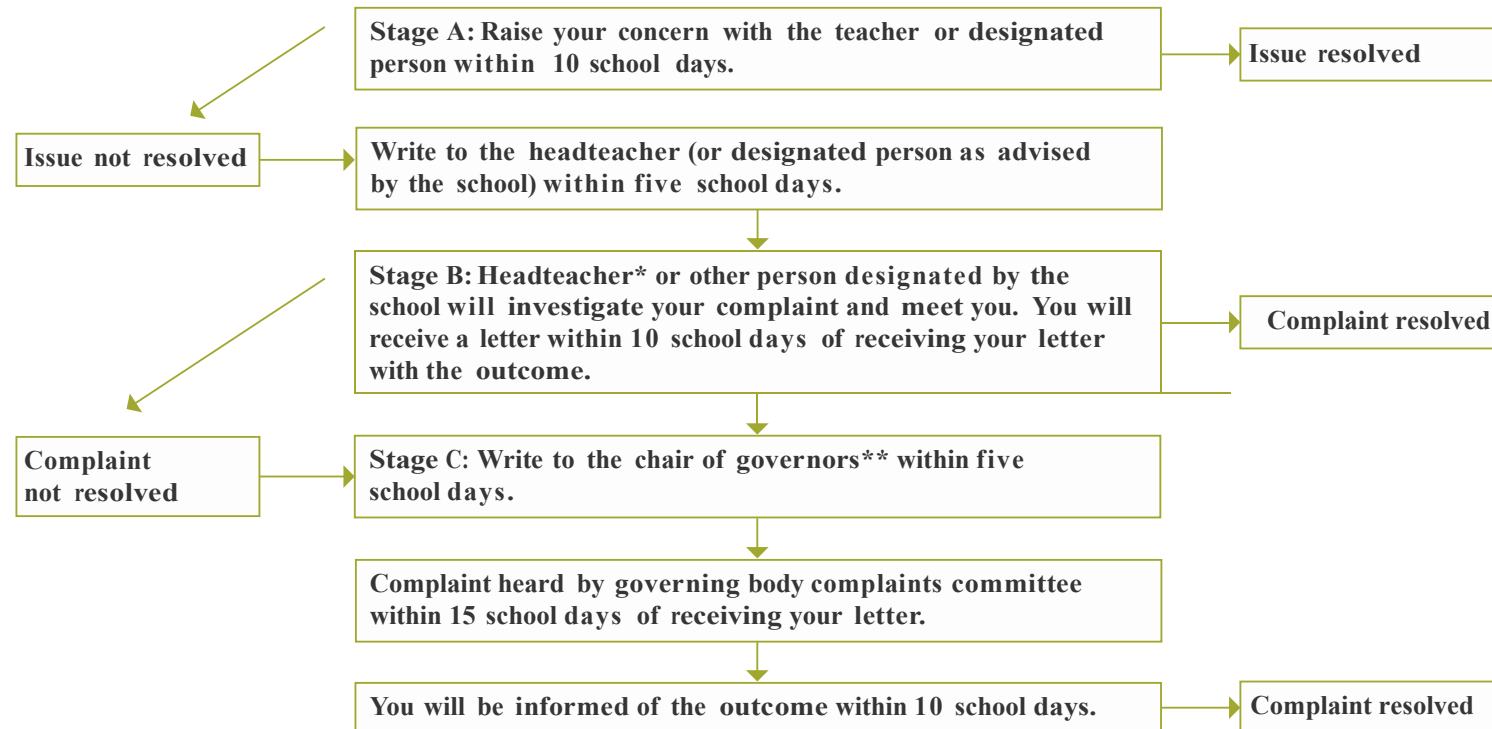 Stage A: Raise your concern with the teacher or designated
person within 10 school days.
Issue resolved
Issue not resolved
Write to the headteacher (or designated person as advised
by the school) within five school days.
Stage B: Headteacher* or other person designated by the
school will investigate your complaint and meet you. You will
receive a letter within 10 school days of receiving your letter
with the outcome.
Complaint resolved
Complaint
not resolved
Stage C: Write to the chair of governors** within five
school days.
Complaint heard by governing body complaints committee
within 15 school days of receiving your letter.
You will be informed of the outcome within 10 school days.
Complaint resolved